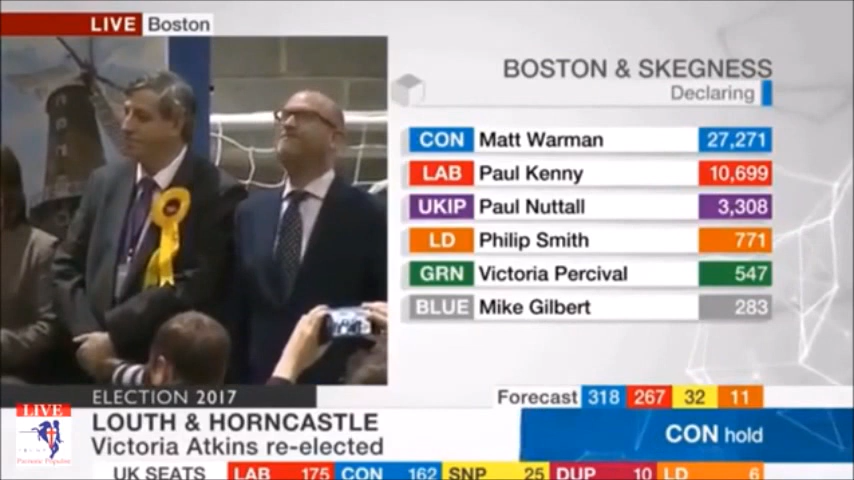 LIVE Boston
BOSTON & SKEGNESS
Declaring
CON Matt Warman 27,271
LAB Paul Kenny 10,699
UKIP Paul Nuttall 3,308
LD Philip Smith 771
GRN Victoria Percival 547
BLUE Mike Gilbert 283
ELECTION 2017
Forecast 318 267 32 11
LIVE
LOUTH & HORNCASTLE
Victoria Atkins re-elected
CON hold
UK SEATS LAB 175 CON 162 SNP 25 DUP 10 LD 6